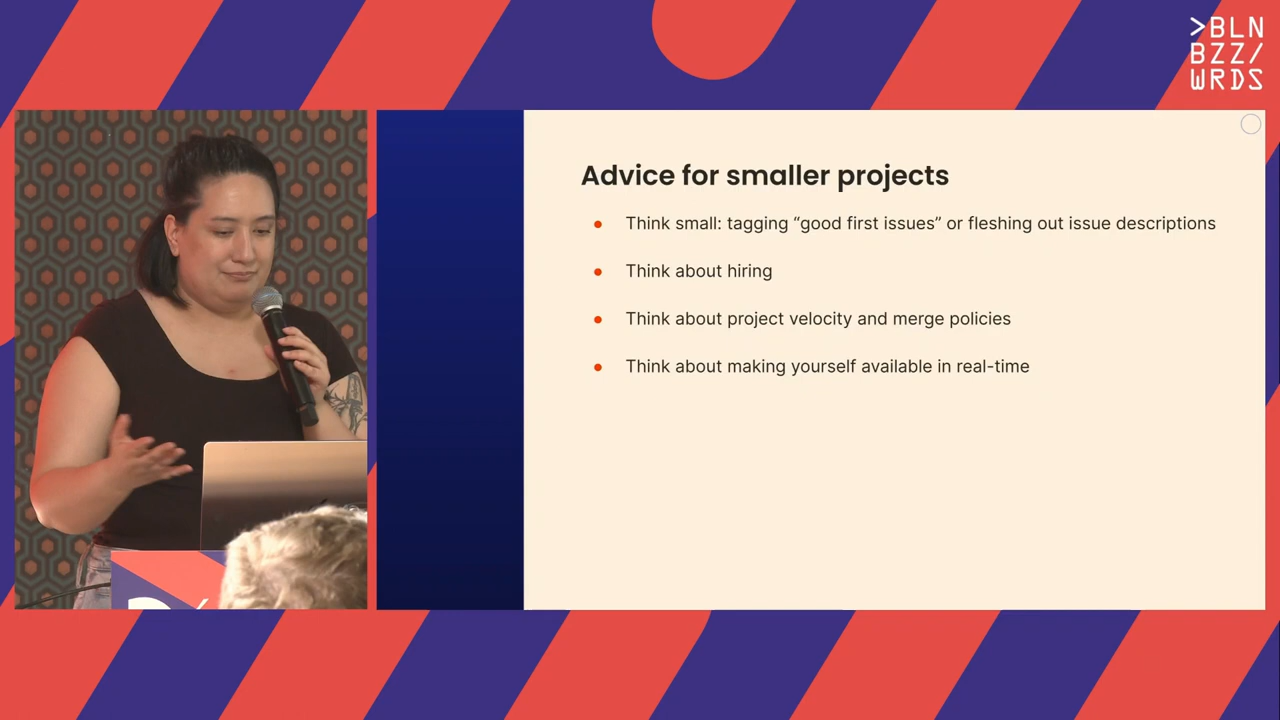 >BLN
BZZ/
WRDS
Advice for smaller projects
● Think small: tagging “good first issues” or fleshing out issue descriptions
● Think about hiring
● Think about project velocity and merge policies
● Think about making yourself available in real-time